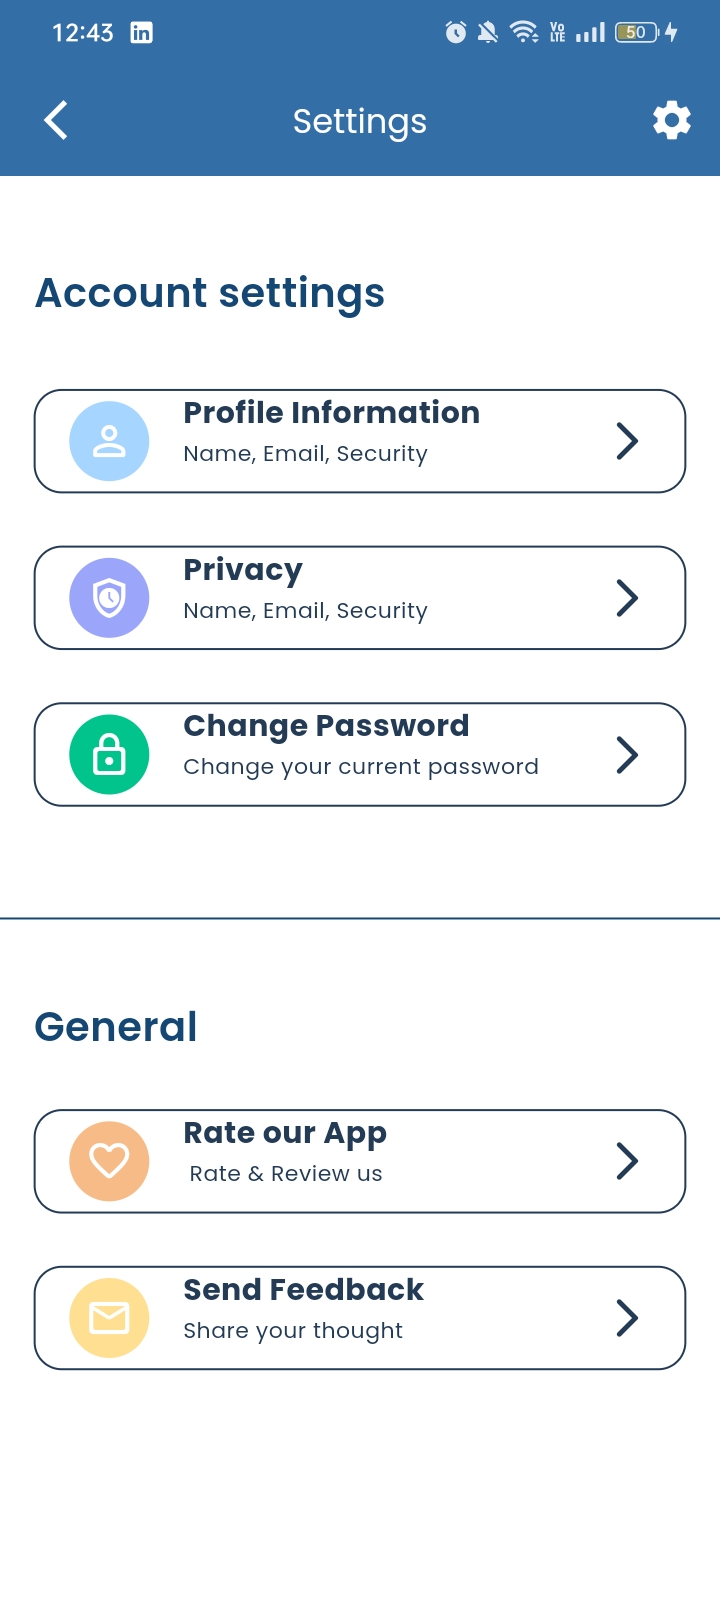 12:43 in Vo LTE 50
Settings
Account settings
Profile Information
Name, Email, Security
Privacy
Name, Email, Security
Change Password
Change your current password
General
Rate our App
Rate & Review us
Send Feedback
Share your thought